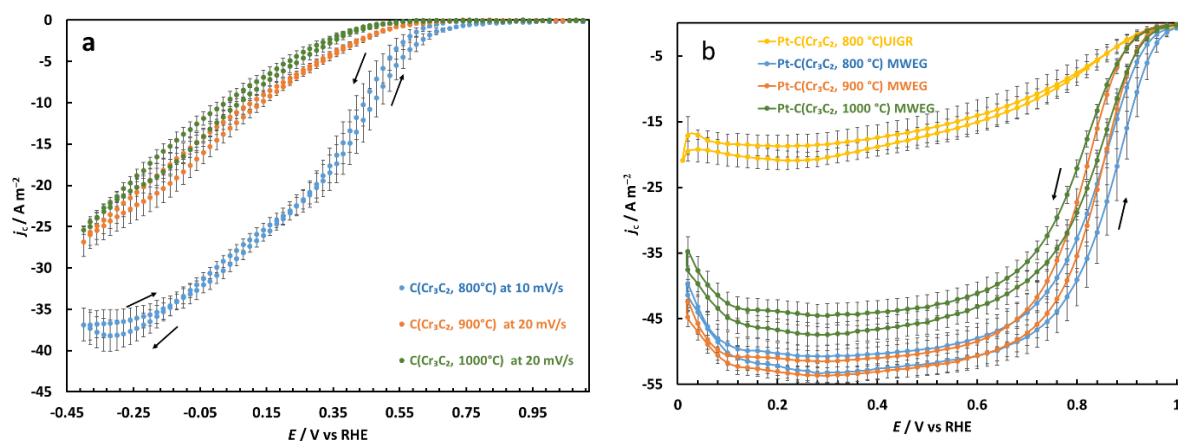 a
0
-5
-10
-15
-20
-25
-30
-35
-40
-45
j_c / A m⁻²
C(Cr₃C₂, 800°C) at 10 mV/s
C(Cr₃C₂, 900°C) at 20 mV/s
C(Cr₃C₂, 1000°C) at 20 mV/s
-0.45 -0.25 -0.05 0.15 0.35 0.55 0.75 0.95
E / V vs RHE
b
-5
-15
-25
-35
-45
-55
j_c / A m⁻²
Pt-C(Cr₃C₂, 800 °C)UIGR
Pt-C(Cr₃C₂, 800 °C) MWEG
Pt-C(Cr₃C₂, 900 °C) MWEG
Pt-C(Cr₃C₂, 1000 °C) MWEG
0 0.2 0.4 0.6 0.8 1
E / V vs RHE